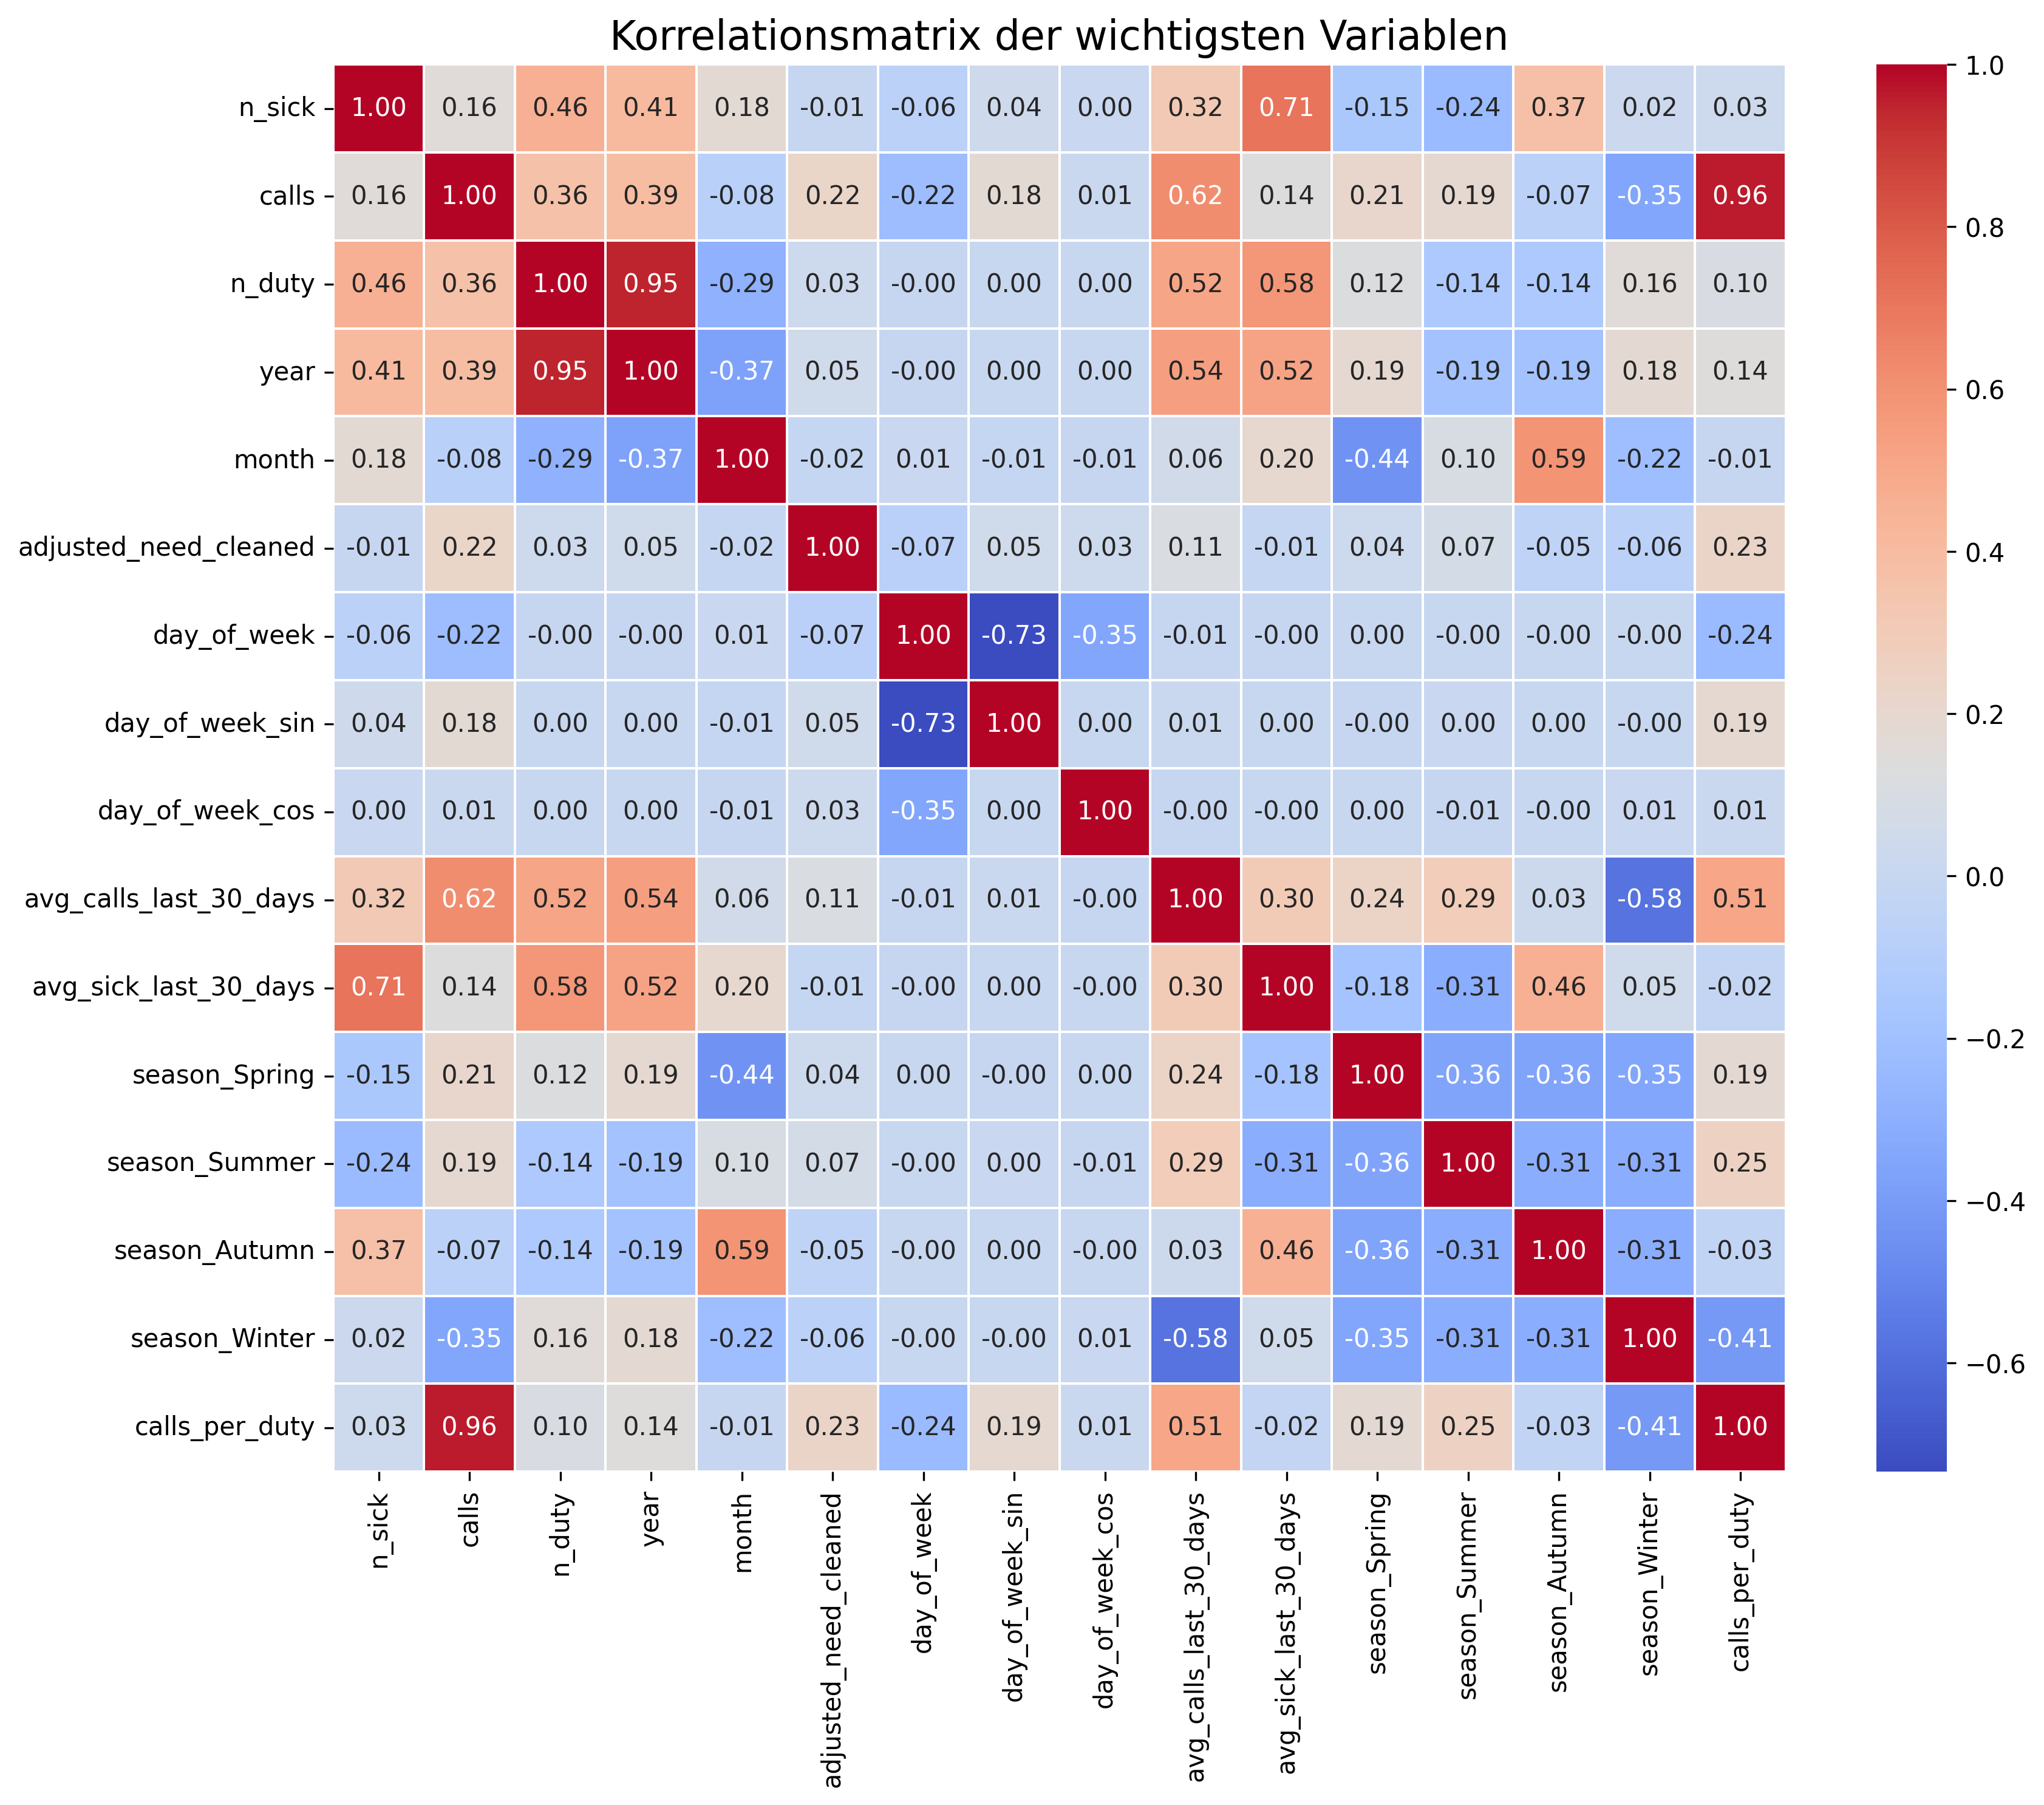 Korrelationsmatrix der wichtigsten Variablen
n_sick 1.00 0.16 0.46 0.41 0.18 -0.01 -0.06 0.04 0.00 0.32 0.71 -0.15 -0.24 0.37 0.02 0.03
calls 0.16 1.00 0.36 0.39 -0.08 0.22 -0.22 0.18 0.01 0.62 0.14 0.21 0.19 -0.07 -0.35 0.96
n_duty 0.46 0.36 1.00 0.95 -0.29 0.03 -0.00 0.00 0.00 0.52 0.58 0.12 -0.14 -0.14 0.16 0.10
year 0.41 0.39 0.95 1.00 -0.37 0.05 -0.00 0.00 0.00 0.54 0.52 0.19 -0.19 -0.19 0.18 0.14
month 0.18 -0.08 -0.29 -0.37 1.00 -0.02 0.01 -0.01 -0.01 0.06 0.20 -0.44 0.10 0.59 -0.22 -0.01
adjusted_need_cleaned -0.01 0.22 0.03 0.05 -0.02 1.00 -0.07 0.05 0.03 0.11 -0.01 0.04 0.07 -0.05 -0.06 0.23
day_of_week -0.06 -0.22 -0.00 -0.00 0.01 -0.07 1.00 -0.73 -0.35 -0.01 -0.00 0.00 -0.00 -0.00 -0.00 -0.24
day_of_week_sin 0.04 0.18 0.00 0.00 -0.01 0.05 -0.73 1.00 0.00 0.01 0.00 -0.00 0.00 0.00 -0.00 0.19
day_of_week_cos 0.00 0.01 0.00 0.00 -0.01 0.03 -0.35 0.00 1.00 -0.00 -0.00 0.00 -0.01 -0.00 0.01 0.01
avg_calls_last_30_days 0.32 0.62 0.52 0.54 0.06 0.11 -0.01 0.01 -0.00 1.00 0.30 0.24 0.29 0.03 -0.58 0.51
avg_sick_last_30_days 0.71 0.14 0.58 0.52 0.20 -0.01 -0.00 0.00 -0.00 0.30 1.00 -0.18 -0.31 0.46 0.05 -0.02
season_Spring -0.15 0.21 0.12 0.19 -0.44 0.04 0.00 -0.00 0.00 0.24 -0.18 1.00 -0.36 -0.36 -0.35 0.19
season_Summer -0.24 0.19 -0.14 -0.19 0.10 0.07 -0.00 0.00 -0.01 0.29 -0.31 -0.36 1.00 -0.31 -0.31 0.25
season_Autumn 0.37 -0.07 -0.14 -0.19 0.59 -0.05 -0.00 0.00 -0.00 0.03 0.46 -0.36 -0.31 1.00 -0.31 -0.03
season_Winter 0.02 -0.35 0.16 0.18 -0.22 -0.06 -0.00 -0.00 0.01 -0.58 0.05 -0.35 -0.31 -0.31 1.00 -0.41
calls_per_duty 0.03 0.96 0.10 0.14 -0.01 0.23 -0.24 0.19 0.01 0.51 -0.02 0.19 0.25 -0.03 -0.41 1.00
n_sick
calls
n_duty
year
month
adjusted_need_cleaned
day_of_week
day_of_week_sin
day_of_week_cos
avg_calls_last_30_days
avg_sick_last_30_days
season_Spring
season_Summer
season_Autumn
season_Winter
calls_per_duty
1.0
0.8
0.6
0.4
0.2
0.0
−0.2
−0.4
−0.6